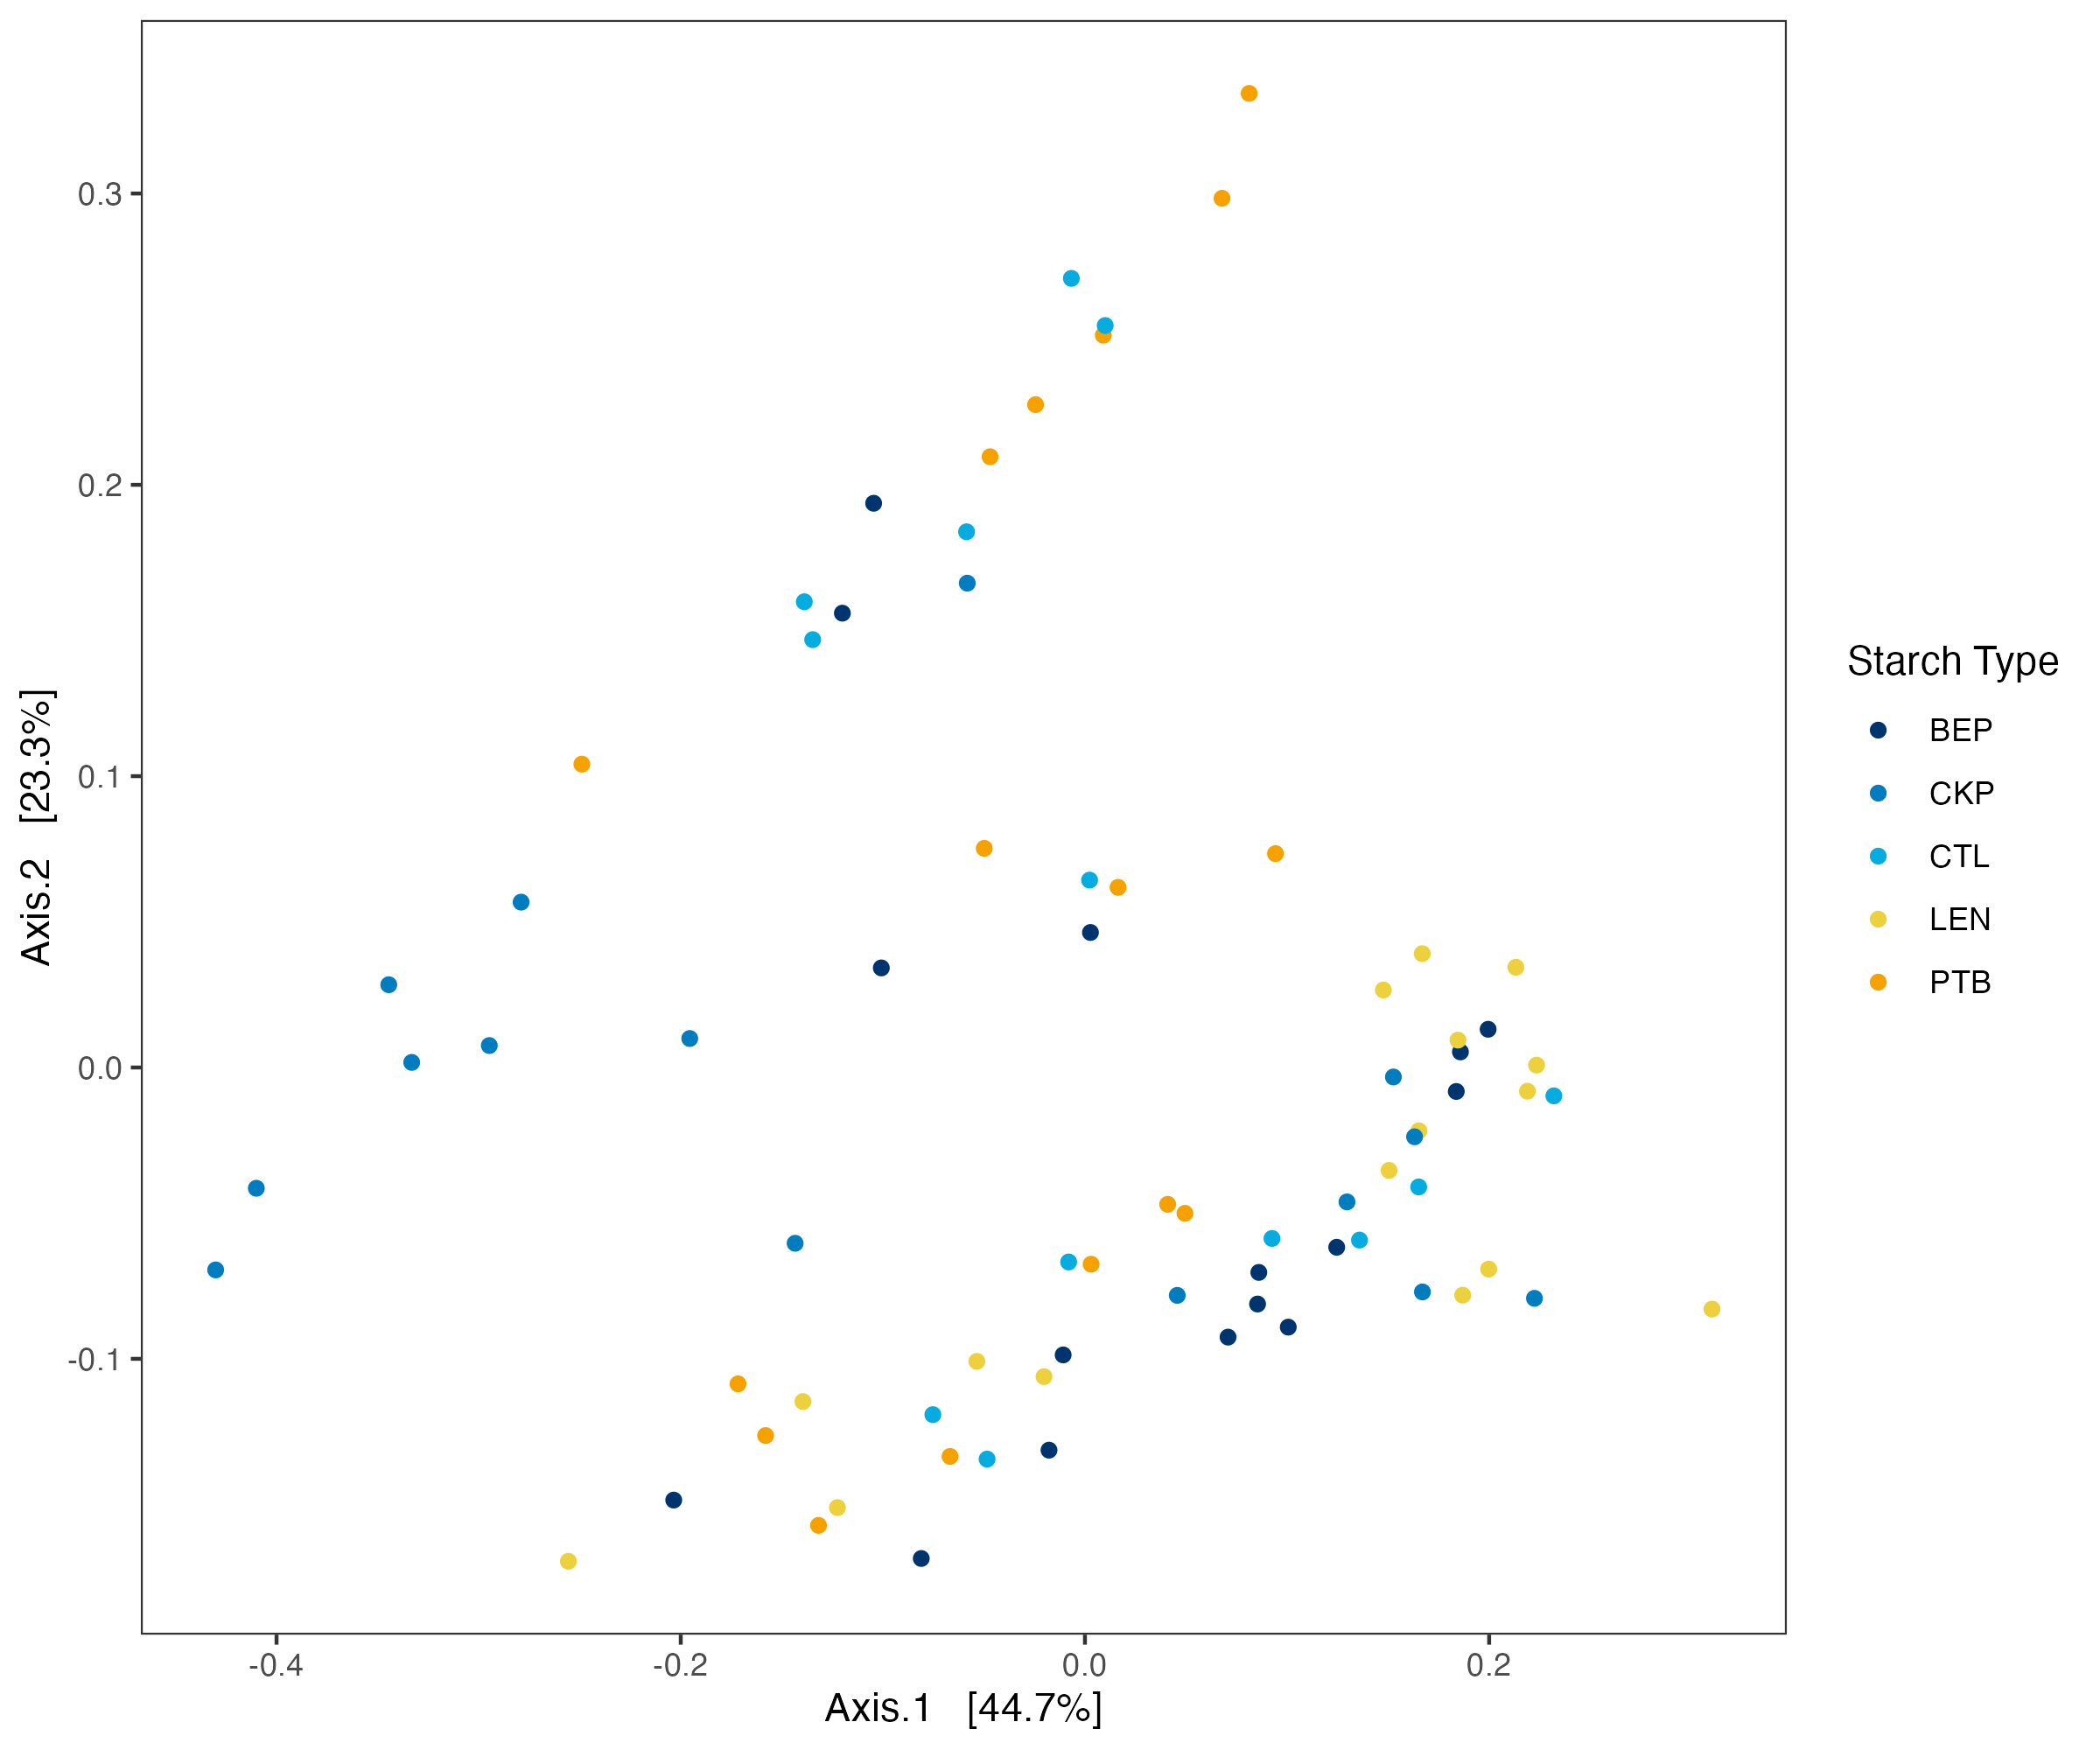 0.3
0.2
0.1
0.0
-0.1
Axis.2 [23.3%]
-0.4
-0.2
0.0
0.2
Axis.1 [44.7%]
Starch Type
BEP
CKP
CTL
LEN
PTB